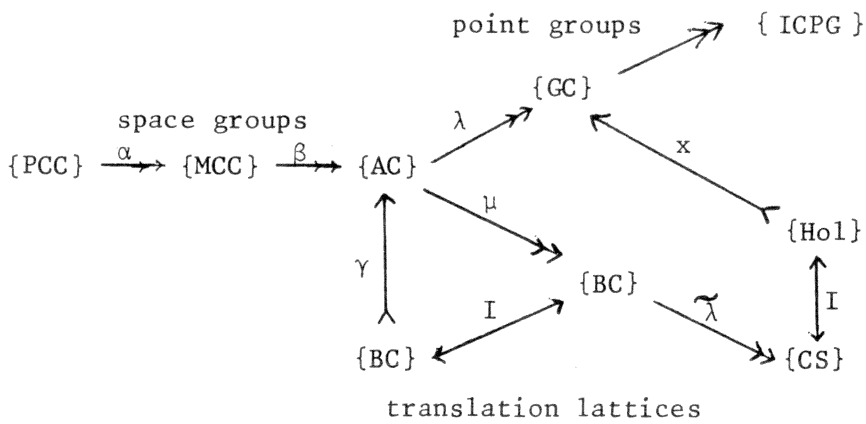 point groups { ICPG }
{GC}
space groups λ
{PCC} α {MCC} β {AC} x
μ
{Hol}
γ {BC}
I λ̃ I
{BC} {CS}
translation lattices